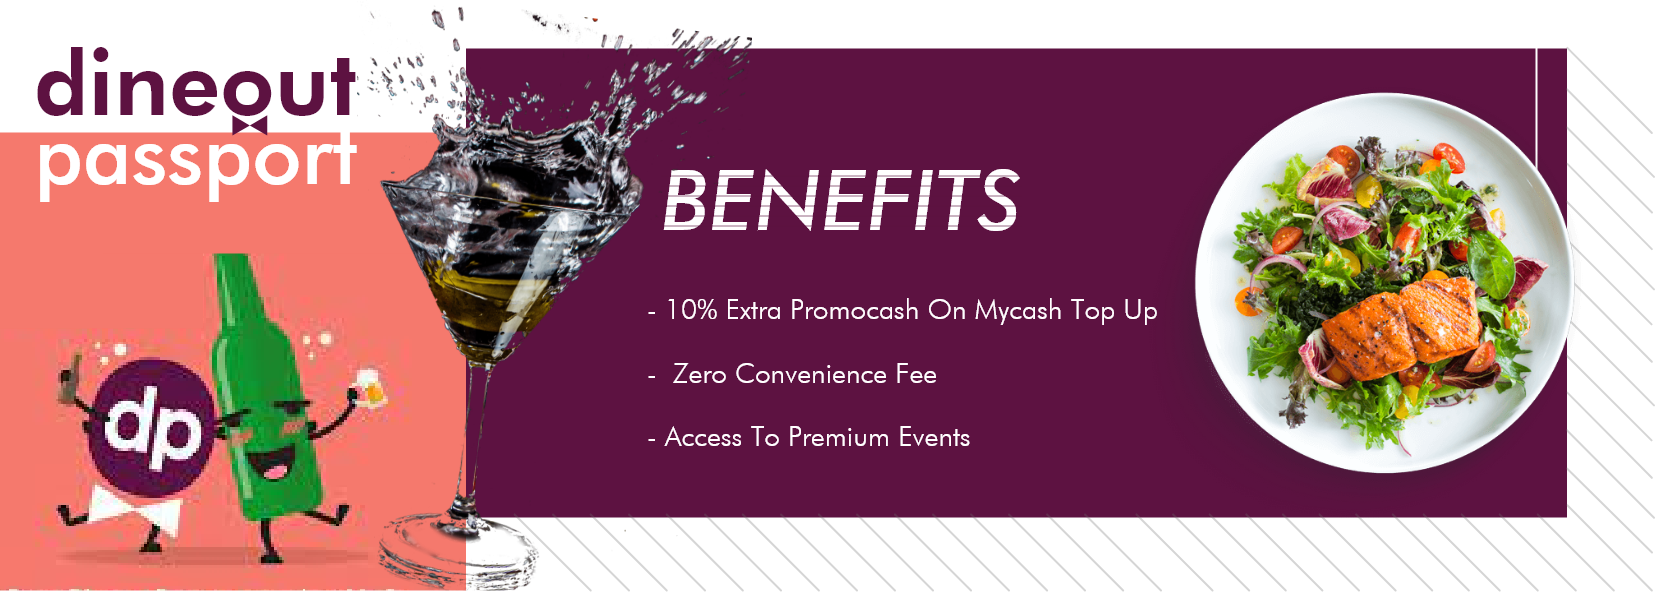 dineout
passport
dp
BENEFITS
- 10% Extra Promocash On Mycash Top Up
- Zero Convenience Fee
- Access To Premium Events